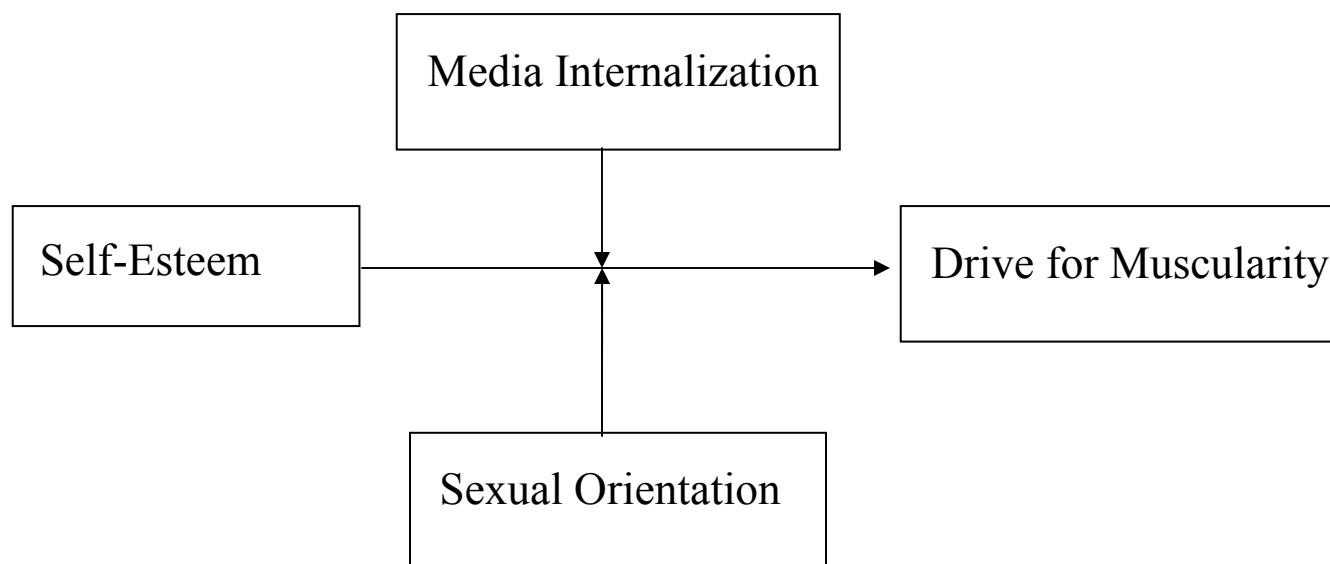 Media Internalization
Self-Esteem
Drive for Muscularity
Sexual Orientation